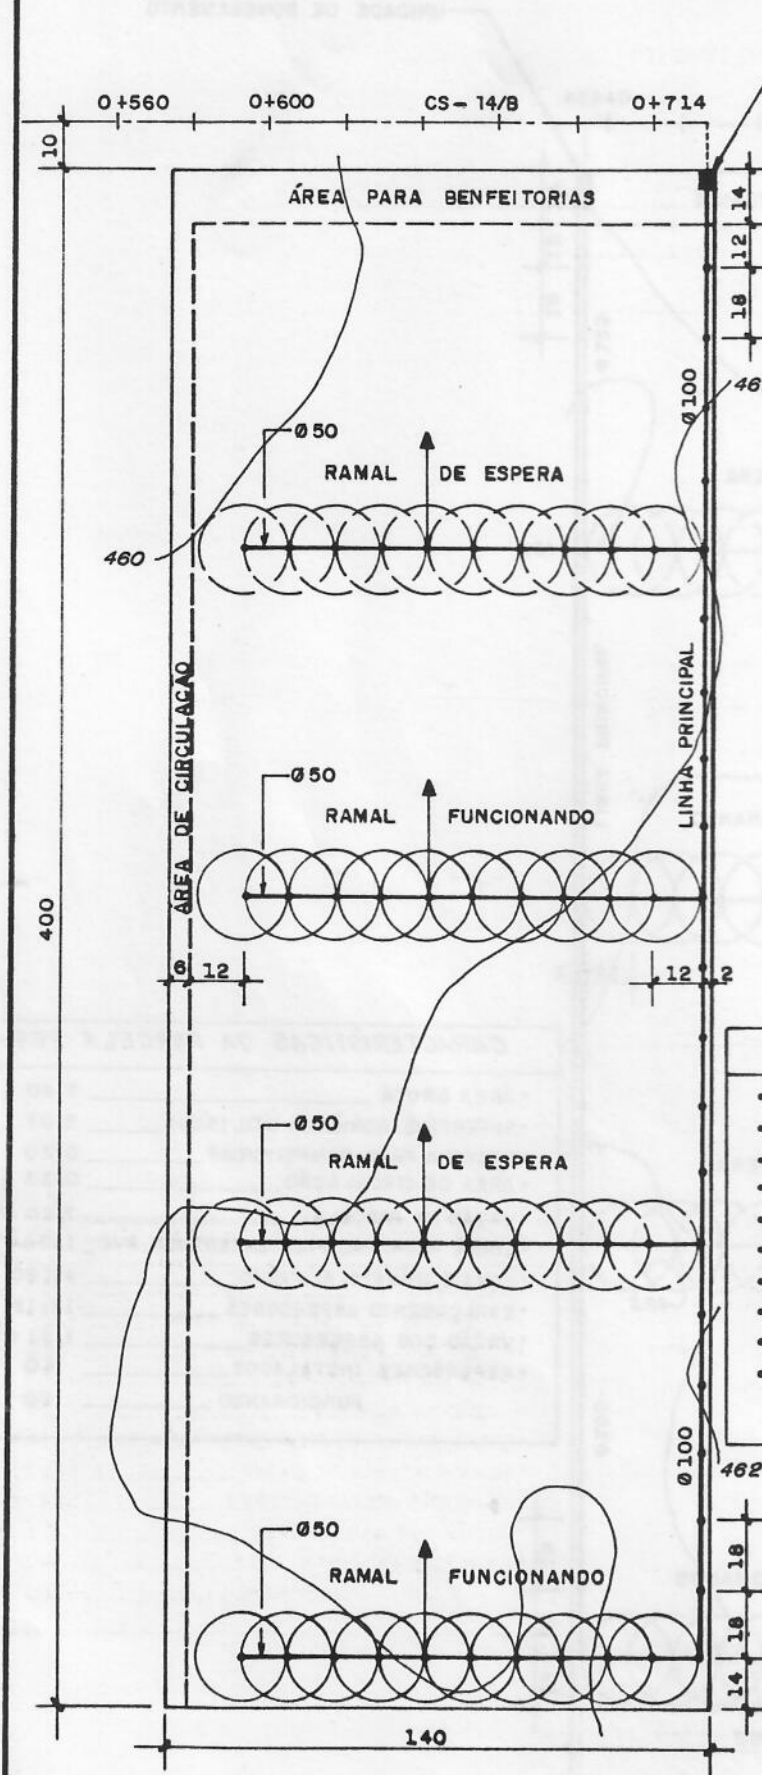 0+560 0+600 CS-14/B 0+714
10
ÁREA PARA BENFEITORIAS
14
12
18
Ø100
46
Ø50
RAMAL DE ESPERA
460
ÁREA DE CIRCULAÇÃO
LINHA PRINCIPAL
Ø50
RAMAL FUNCIONANDO
400
6 12 12 2
Ø50
RAMAL DE ESPERA
Ø100
462
Ø50
18
RAMAL FUNCIONANDO
18
14
140